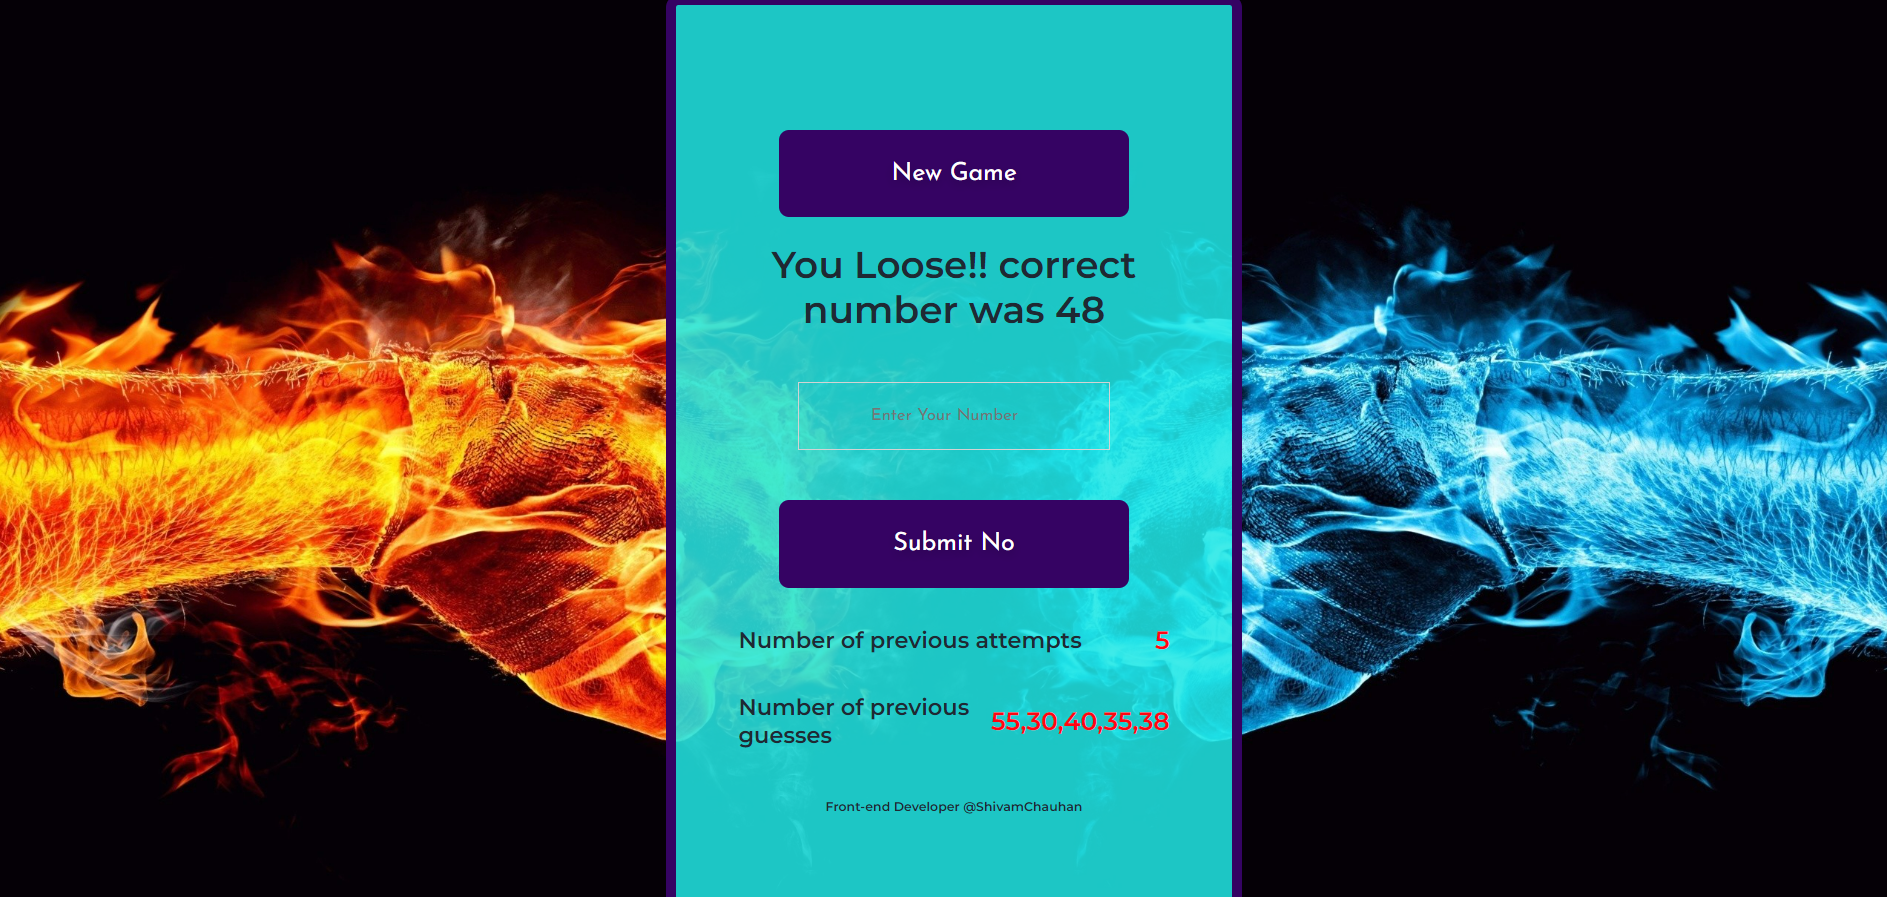 New Game
You Loose!! correct
number was 48
Enter Your Number
Submit No
Number of previous attempts 5
Number of previous
guesses 55,30,40,35,38
Front-end Developer @ShivamChauhan